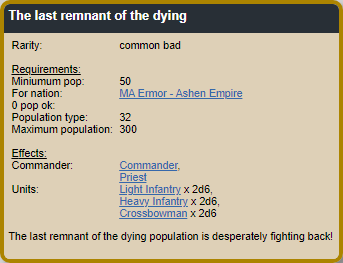 The last remnant of the dying
Rarity: common bad
Requirements:
Miniumum pop: 50
For nation: MA Ermor - Ashen Empire
0 pop ok:
Population type: 32
Maximum population: 300
Effects:
Commander: Commander,
Priest
Units: Light Infantry x 2d6,
Heavy Infantry x 2d6,
Crossbowman x 2d6
The last remnant of the dying population is desperately fighting back!